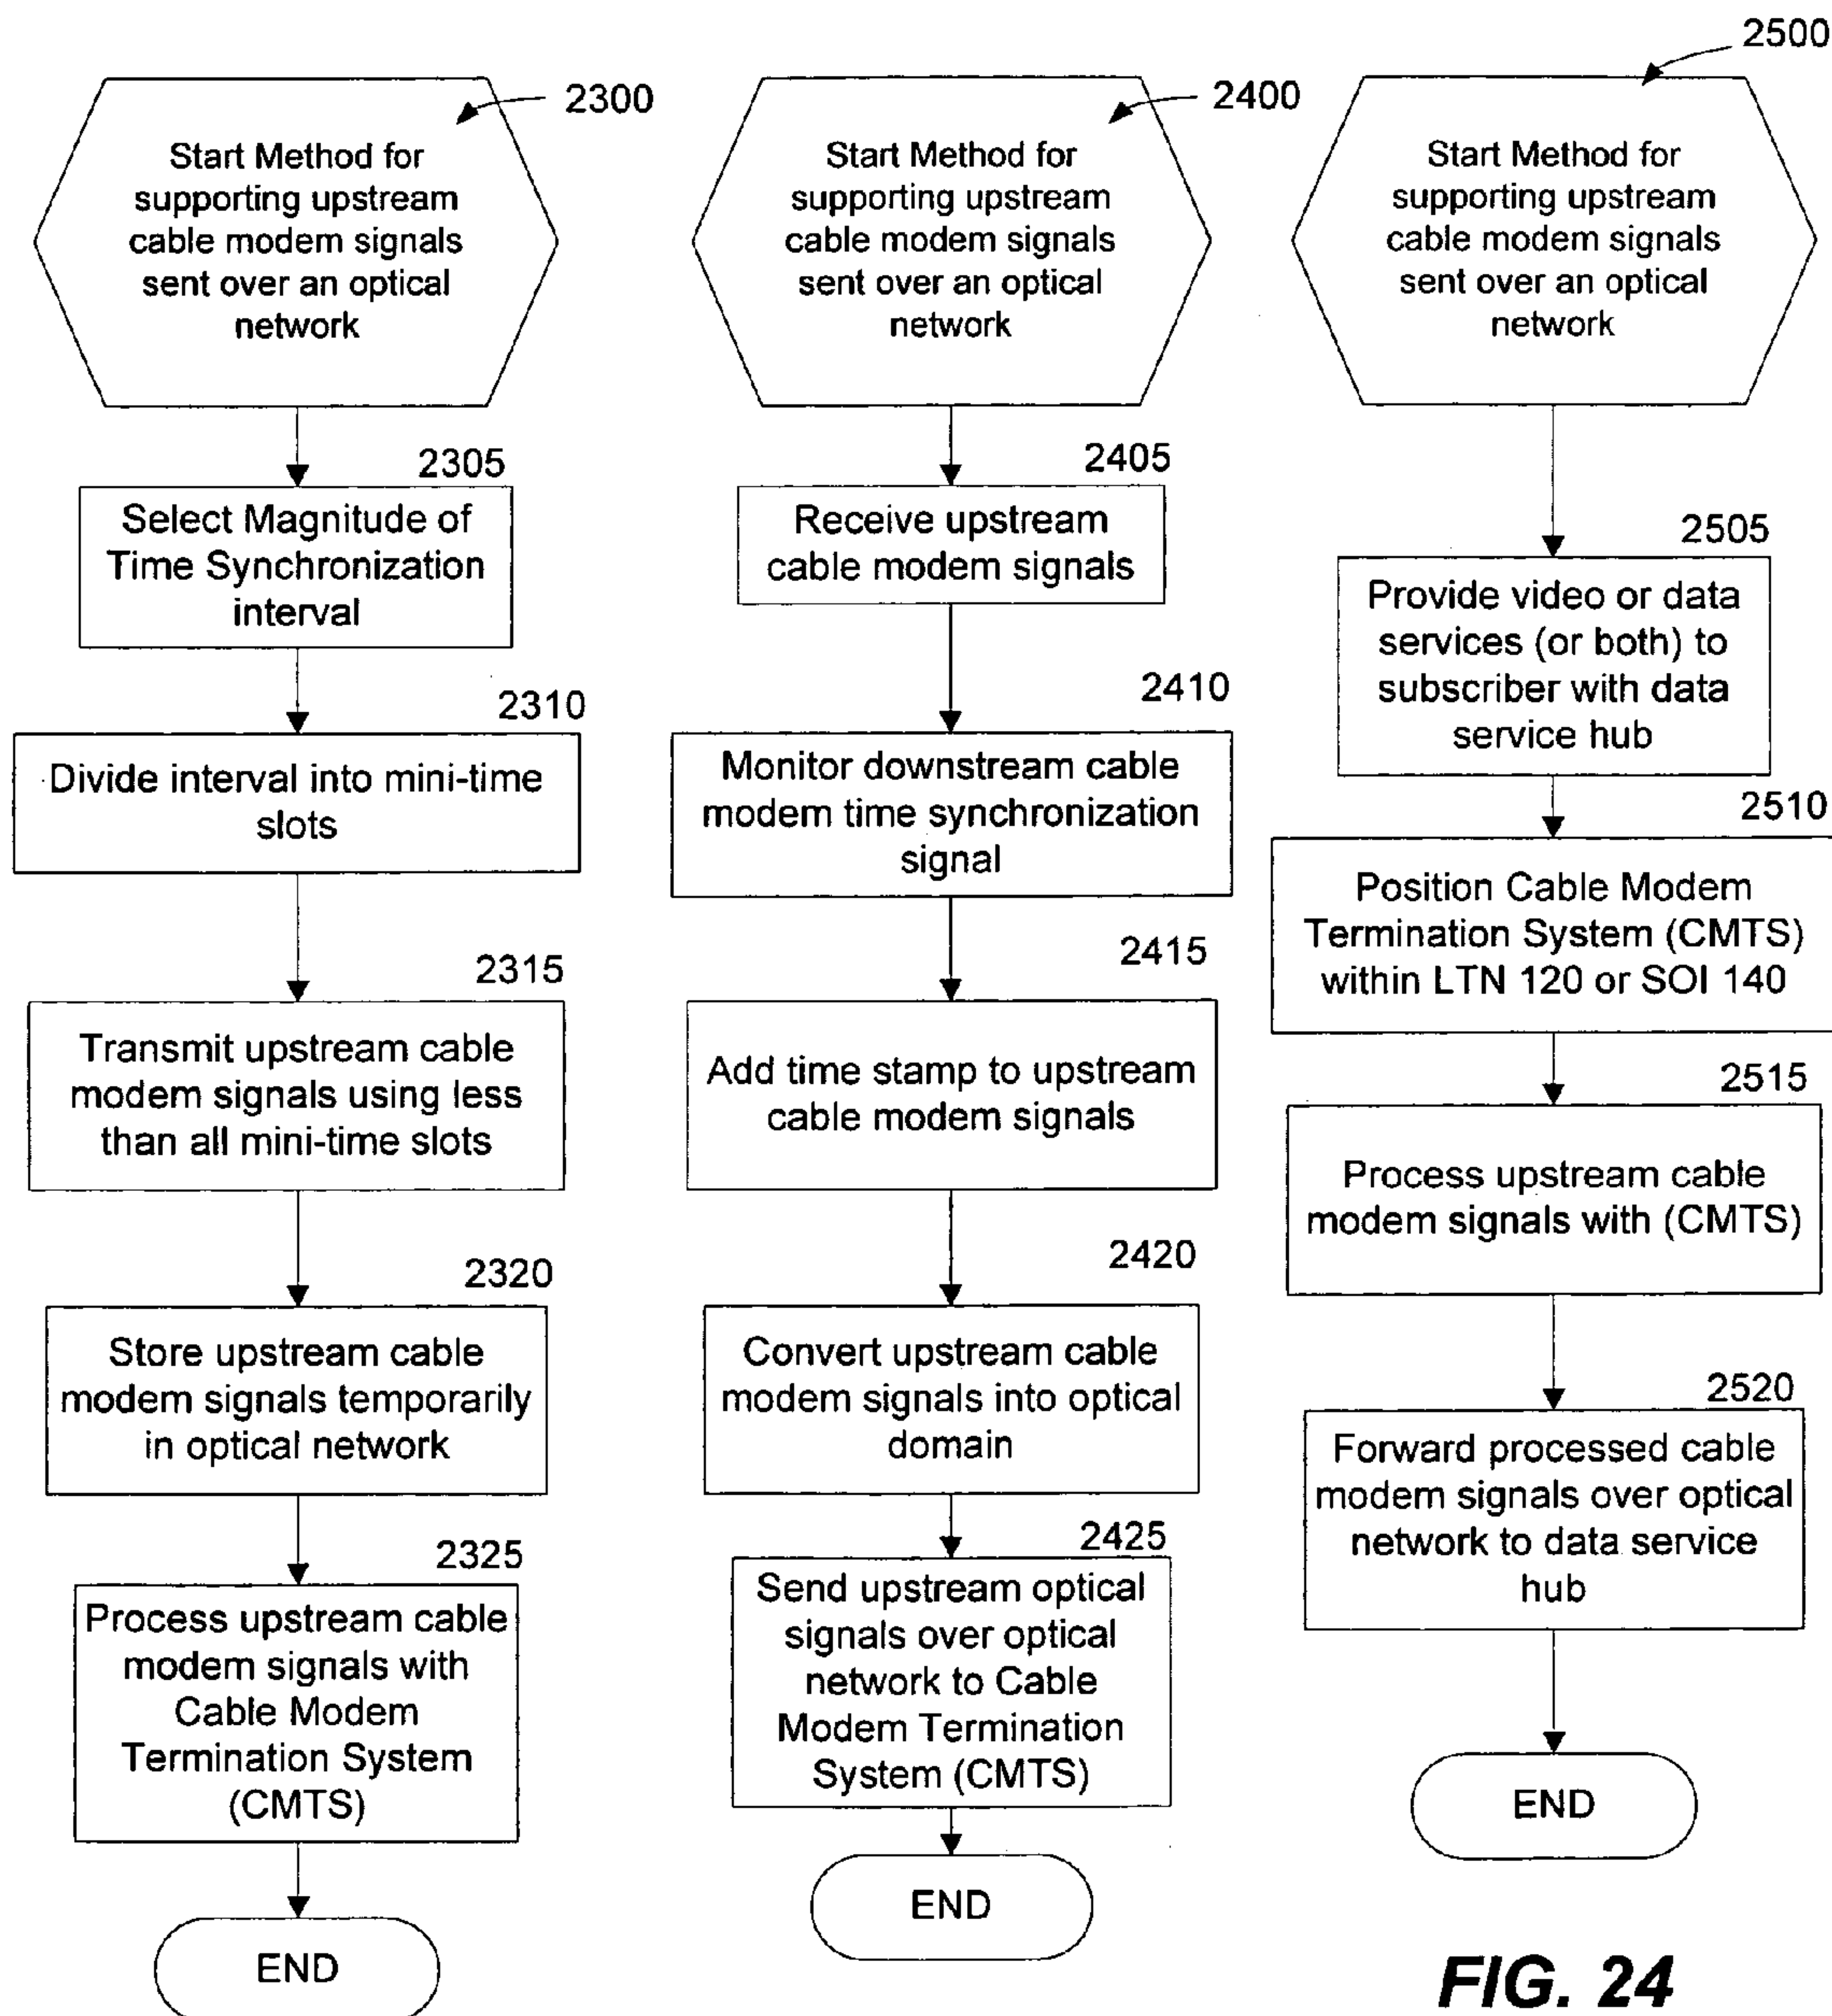 2300
Start Method for
supporting upstream
cable modem signals
sent over an optical
network
2305
Select Magnitude of
Time Synchronization
interval
2310
Divide interval into mini-time
slots
2315
Transmit upstream cable
modem signals using less
than all mini-time slots
2320
Store upstream cable
modem signals temporarily
in optical network
2325
Process upstream cable
modem signals with
Cable Modem
Termination System
(CMTS)
END
2400
Start Method for
supporting upstream
cable modem signals
sent over an optical
network
2405
Receive upstream
cable modem signals
2410
Monitor downstream cable
modem time synchronization
signal
2415
Add time stamp to upstream
cable modem signals
2420
Convert upstream cable
modem signals into optical
domain
2425
Send upstream optical
signals over optical
network to Cable
Modem Termination
System (CMTS)
END
2500
Start Method for
supporting upstream
cable modem signals
sent over an optical
network
2505
Provide video or data
services (or both) to
subscriber with data
service hub
2510
Position Cable Modem
Termination System (CMTS)
within LTN 120 or SOI 140
2515
Process upstream cable
modem signals with (CMTS)
2520
Forward processed cable
modem signals over optical
network to data service
hub
END
FIG. 24